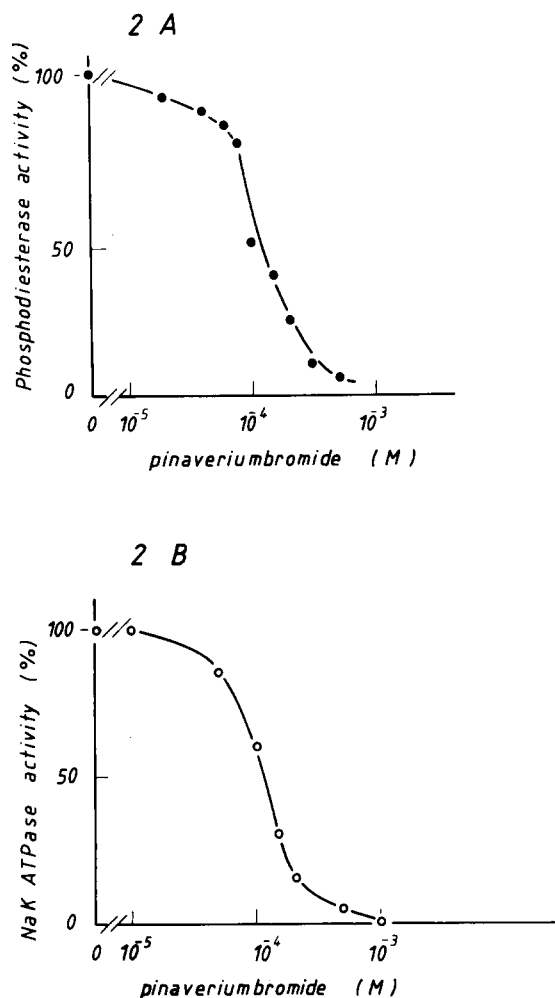 2 A
Phosphodiesterase activity (%)
100
50
0
0 10⁻⁵ 10⁻⁴ 10⁻³
pinaveriumbromide (M)
2 B
NaK ATPase activity (%)
100
50
0
0 10⁻⁵ 10⁻⁴ 10⁻³
pinaveriumbromide (M)